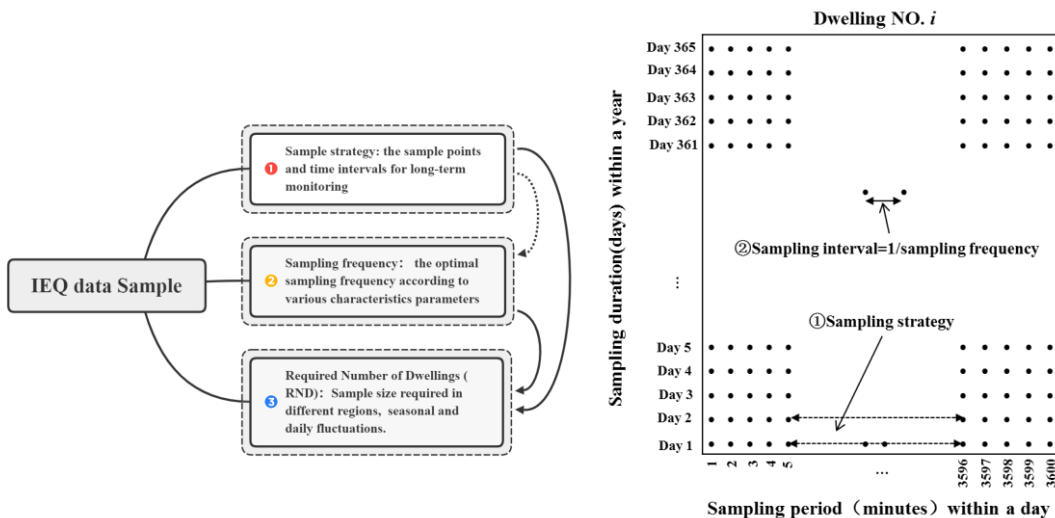 IEQ data Sample
❶
Sample strategy: the sample points
and time intervals for long-term
monitoring
❷
Sampling frequency： the optimal
sampling frequency according to
various characteristics parameters
❸
Required Number of Dwellings (
RND)：Sample size required in
different regions, seasonal and
daily fluctuations.
Dwelling NO. i
Sampling duration(days) within a year
Day 365
Day 364
Day 363
Day 362
Day 361
②Sampling interval=1/sampling frequency
...
①Sampling strategy
Day 5
Day 4
Day 3
Day 2
Day 1
1
2
3
4
5
...
3596
3597
3598
3599
3600
Sampling period（minutes）within a day